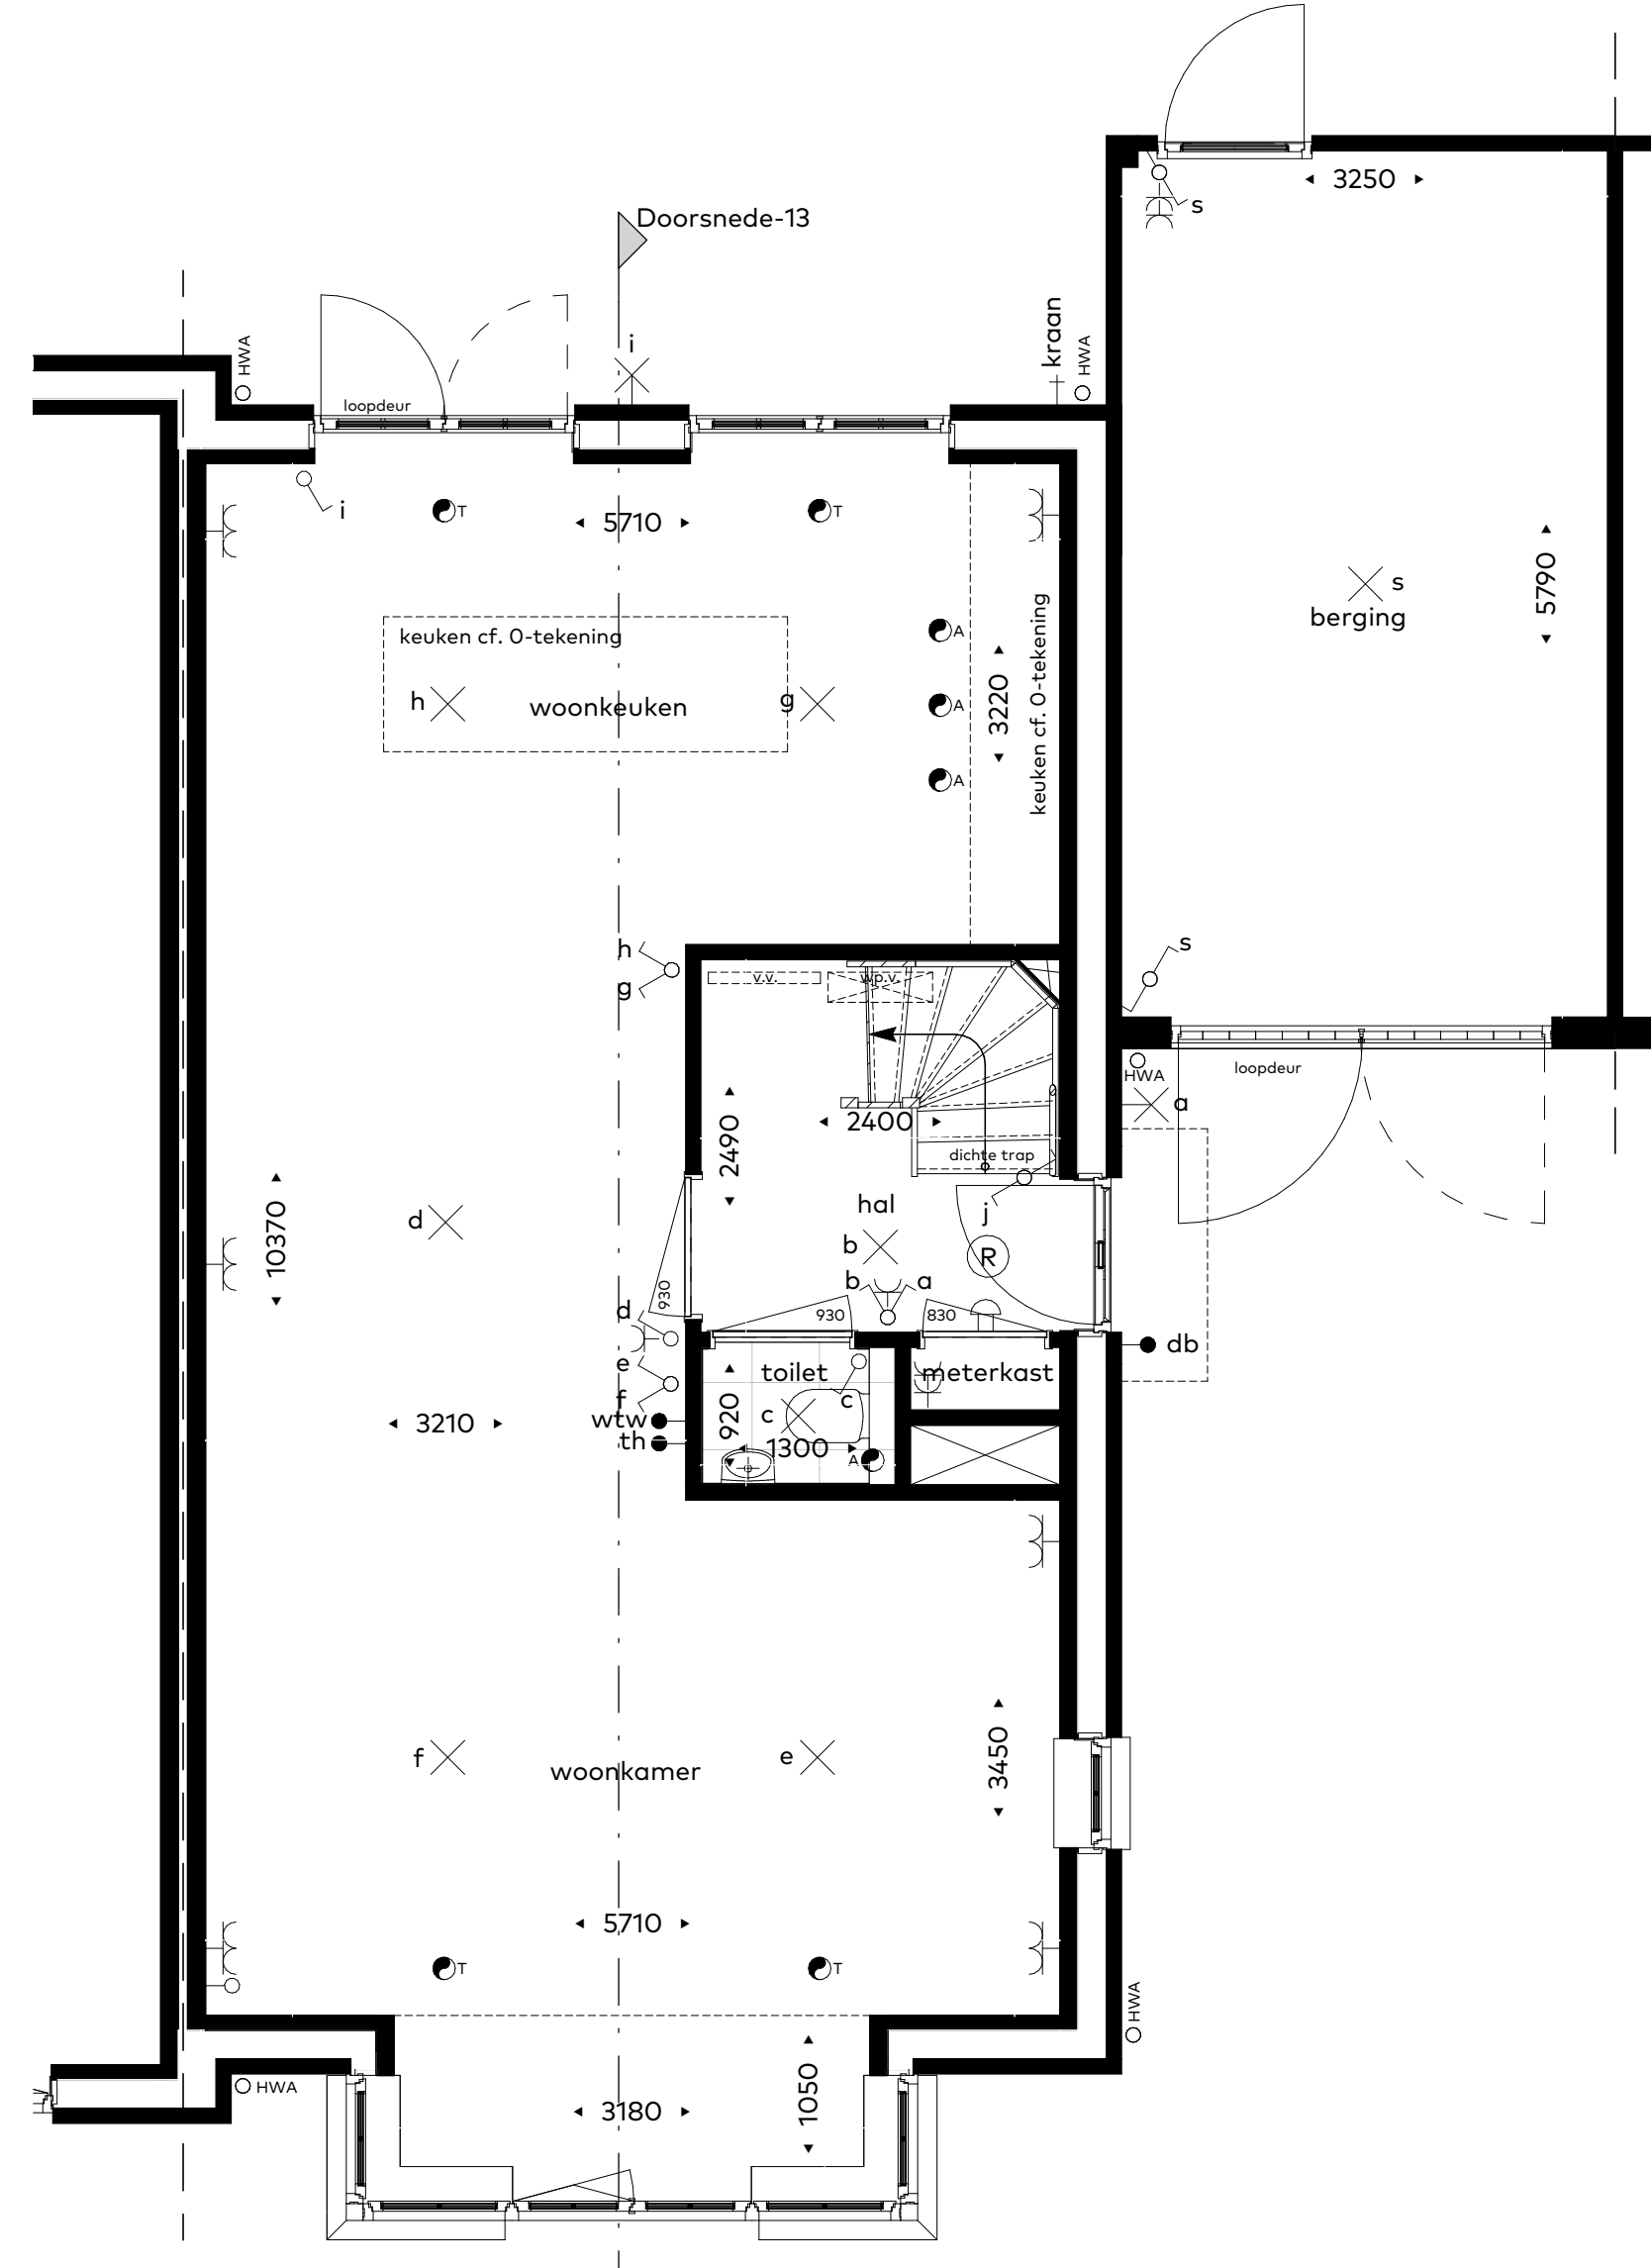 3250
s
Doorsnede-13
i
kraan
HWA
HWA
loopdeur
i
T
T
5710
A
A
A
keuken cf. 0-tekening
h
woonkeuken
g
3220
keuken cf. 0-tekening
s
berging
5790
h
g
s
v.v.
wp.v.
HWA
loopdeur
a
2490
2400
dichte trap
10370
d
hal
j
b
R
b
a
930
930
830
d
db
e
toilet
meterkast
f
c
c
920
wtw
3210
th
1300
A
f
woonkamer
e
3450
5710
T
T
HWA
HWA
1050
3180